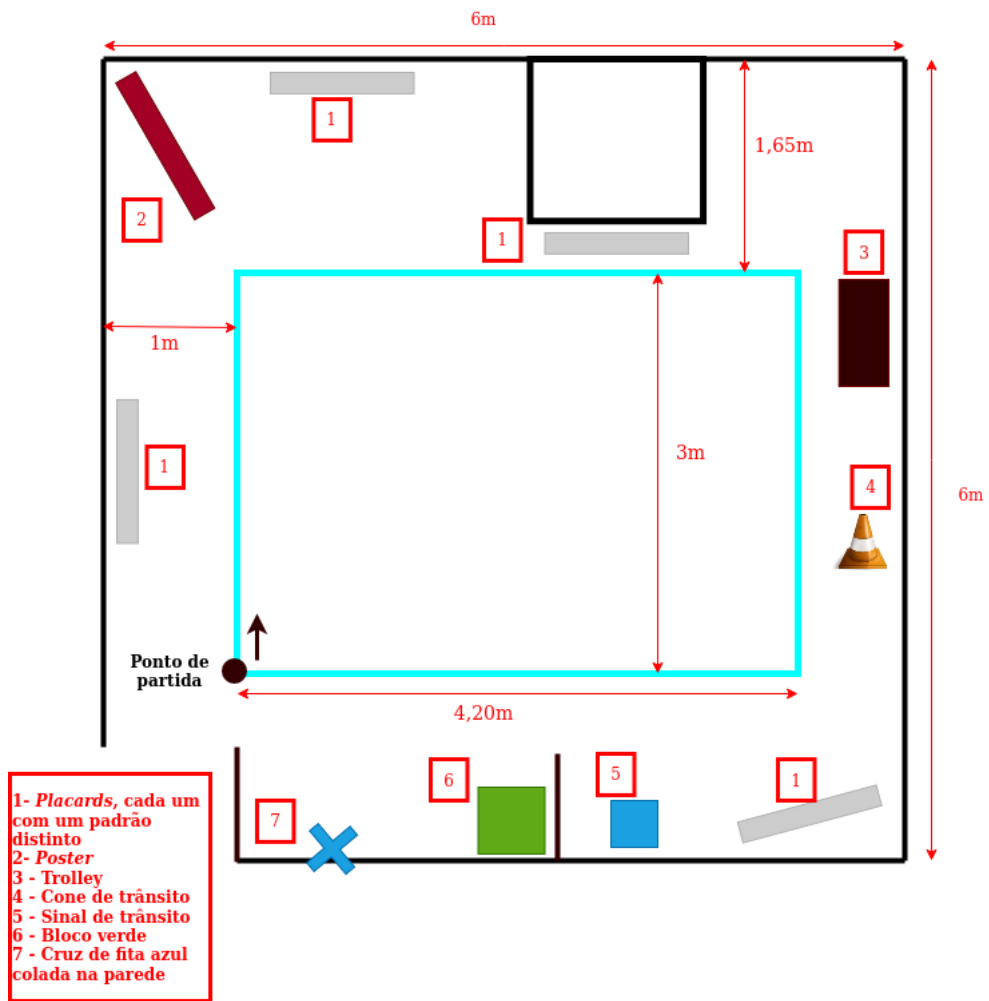 6m
1
1,65m
2
1
3
1m
3m
1
4
6m
Ponto de
partida
4,20m
5
1
6
7
1- Placards, cada um
com um padrão
distinto
2- Poster
3 - Trolley
4 - Cone de trânsito
5 - Sinal de trânsito
6 - Bloco verde
7 - Cruz de fita azul
colada na parede